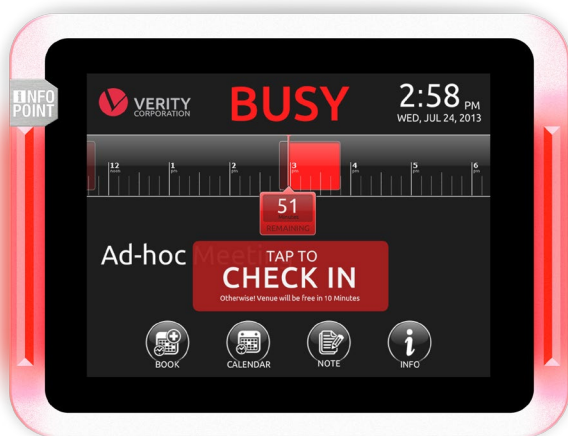 INFO
POINT
VERITY
CORPORATION
BUSY
2:58 PM
WED, JUL 24, 2013
12
noon
1
pm
2
pm
3
pm
4
pm
5
pm
6
pm
51
Minutes
REMAINING
Ad-hoc Meeting
TAP TO
CHECK IN
Otherwise! Venue will be free in 10 Minutes
BOOK
CALENDAR
NOTE
INFO